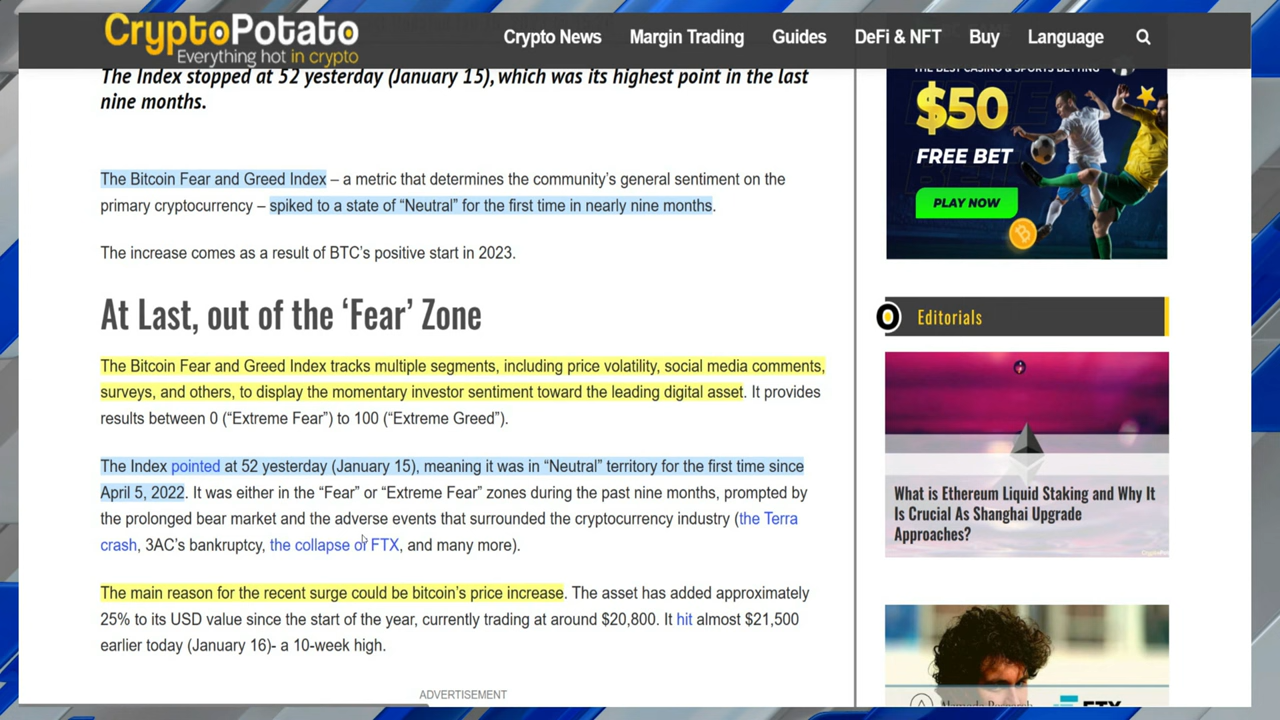 CryptoPotato
Everything hot in crypto
Crypto News Margin Trading Guides DeFi & NFT Buy Language
The Index stopped at 52 yesterday (January 15), which was its highest point in the last
nine months.
The Bitcoin Fear and Greed Index – a metric that determines the community’s general sentiment on the
primary cryptocurrency – spiked to a state of “Neutral” for the first time in nearly nine months.
The increase comes as a result of BTC’s positive start in 2023.
At Last, out of the ‘Fear’ Zone
The Bitcoin Fear and Greed Index tracks multiple segments, including price volatility, social media comments,
surveys, and others, to display the momentary investor sentiment toward the leading digital asset. It provides
results between 0 (“Extreme Fear”) to 100 (“Extreme Greed”).
The Index pointed at 52 yesterday (January 15), meaning it was in “Neutral” territory for the first time since
April 5, 2022. It was either in the “Fear” or “Extreme Fear” zones during the past nine months, prompted by
the prolonged bear market and the adverse events that surrounded the cryptocurrency industry (the Terra
crash, 3AC’s bankruptcy, the collapse of FTX, and many more).
The main reason for the recent surge could be bitcoin’s price increase. The asset has added approximately
25% to its USD value since the start of the year, currently trading at around $20,800. It hit almost $21,500
earlier today (January 16)- a 10-week high.
ADVERTISEMENT
THE BEST CASINO & SPORTS BETTING
$50
FREE BET
PLAY NOW
Editorials
What is Ethereum Liquid Staking and Why It
Is Crucial As Shanghai Upgrade
Approaches?
Alameda Research
FTX